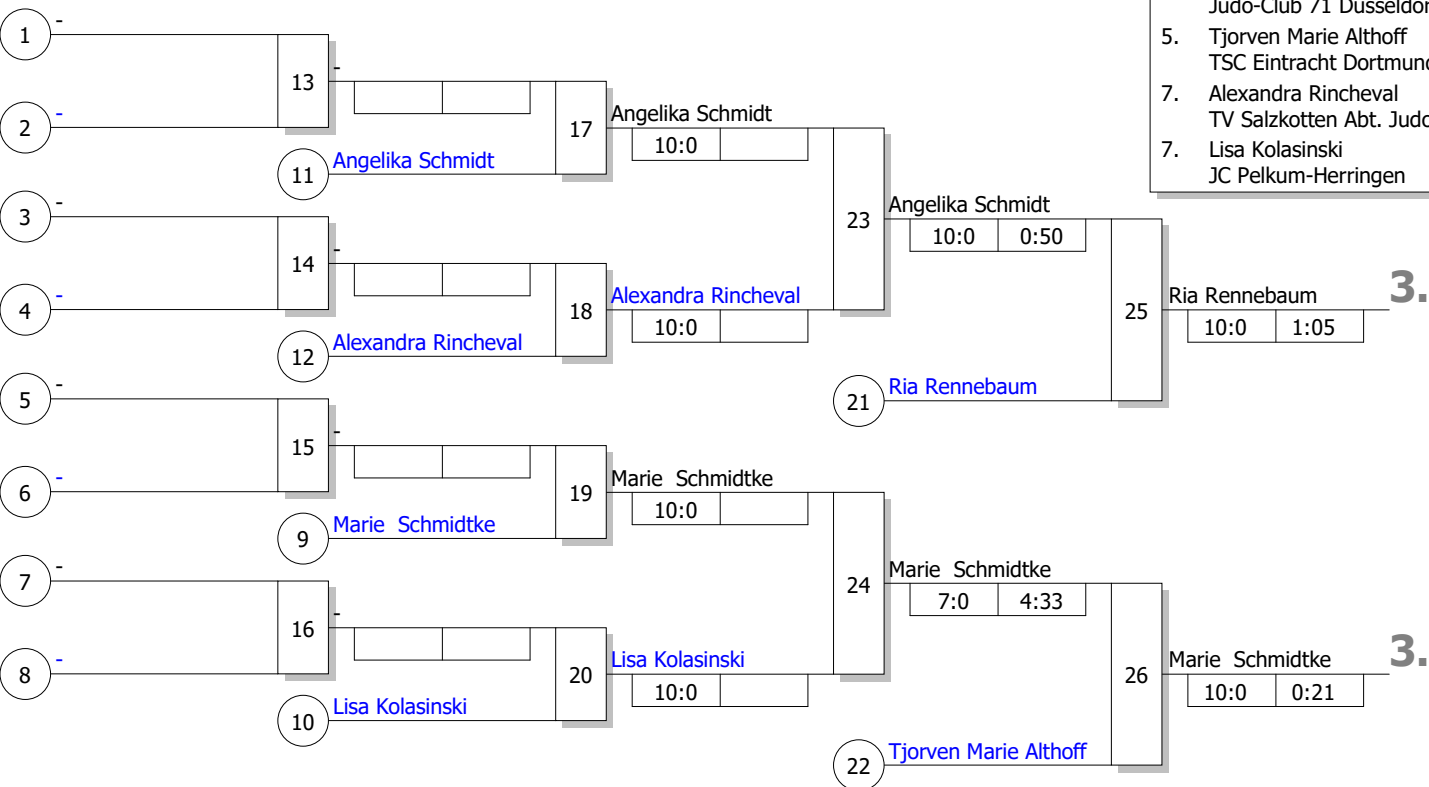 Judo-Club 71 Düsseldor
5. Tjorven Marie Althoff
TSC Eintracht Dortmund
7. Alexandra Rincheval
TV Salzkotten Abt. Judo
7. Lisa Kolasinski
JC Pelkum-Herringen
1 -
13 -
2 -
17 Angelika Schmidt
10:0
11 Angelika Schmidt
3 -
23 Angelika Schmidt
10:0 0:50
14 -
4 -
18 Alexandra Rincheval
10:0
12 Alexandra Rincheval
25 Ria Rennebaum 3.
10:0 1:05
5 -
21 Ria Rennebaum
15 -
6 -
19 Marie Schmidtke
10:0
9 Marie Schmidtke
7 -
24 Marie Schmidtke
7:0 4:33
16 -
8 -
20 Lisa Kolasinski
10:0
10 Lisa Kolasinski
26 Marie Schmidtke 3.
10:0 0:21
22 Tjorven Marie Althoff